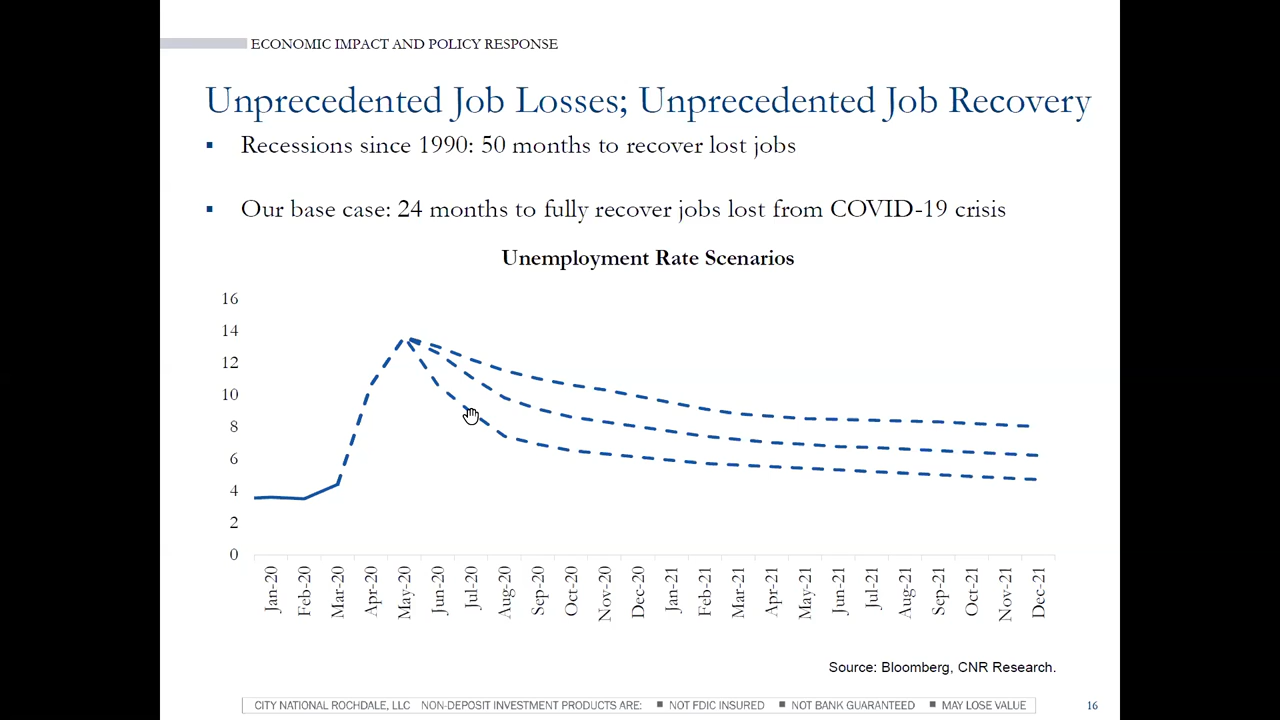 ECONOMIC IMPACT AND POLICY RESPONSE
Unprecedented Job Losses; Unprecedented Job Recovery
▪ Recessions since 1990: 50 months to recover lost jobs
▪ Our base case: 24 months to fully recover jobs lost from COVID-19 crisis
Unemployment Rate Scenarios
16
14
12
10
8
6
4
2
0
Jan-20
Feb-20
Mar-20
Apr-20
May-20
Jun-20
Jul-20
Aug-20
Sep-20
Oct-20
Nov-20
Dec-20
Jan-21
Feb-21
Mar-21
Apr-21
May-21
Jun-21
Jul-21
Aug-21
Sep-21
Oct-21
Nov-21
Dec-21
Source: Bloomberg, CNR Research.
CITY NATIONAL ROCHDALE, LLC NON-DEPOSIT INVESTMENT PRODUCTS ARE: ■ NOT FDIC INSURED ■ NOT BANK GUARANTEED ■ MAY LOSE VALUE
16